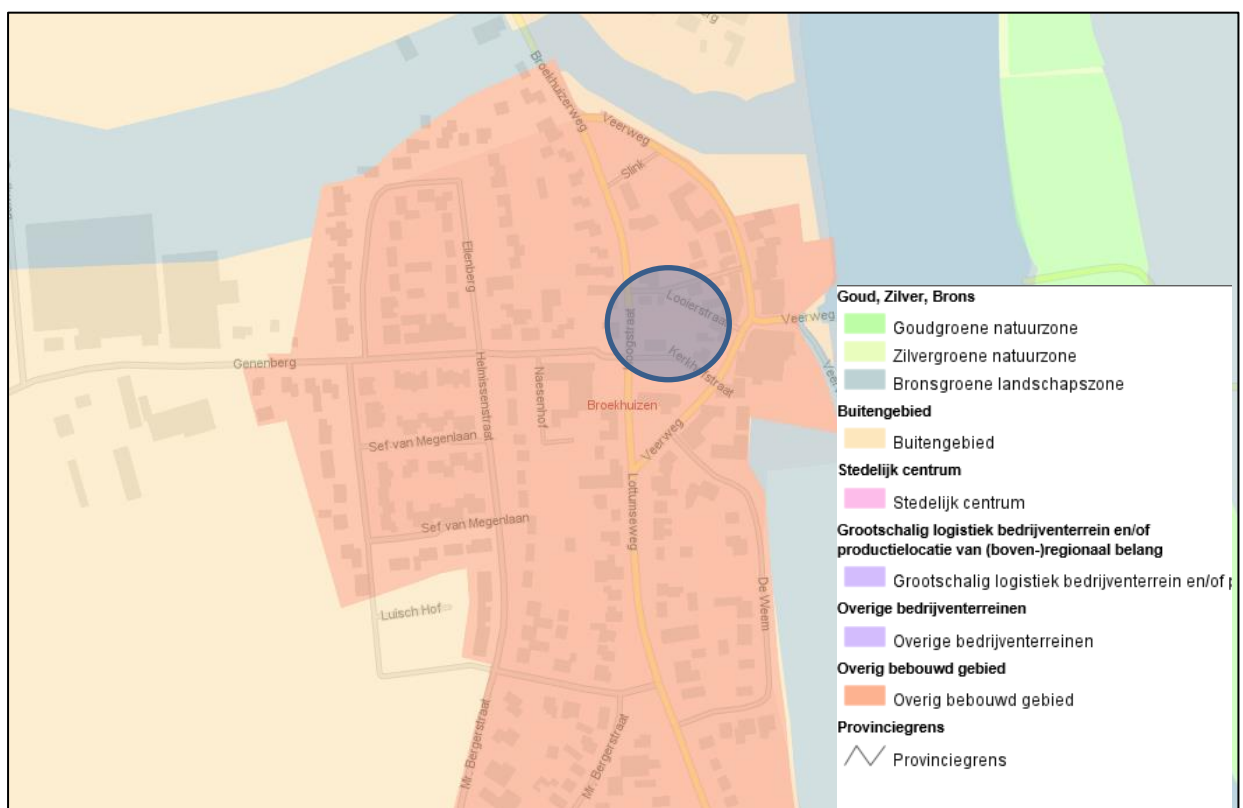 Broekhuizerweg
Veerweg
Slink
Ellenberg
Looierstraat
Hoogstraat
Veerweg
Genenberg
Kerkhofstraat
Helmissenstraat
Naesenhof
Broekhuizen
Sef van Megenlaan
Veerweg
Sef van Megenlaan
Lottumseweg
De Weem
Luisch Hof
Mr. Bergerstraat
Mr. Bergerstraat
Goud, Zilver, Brons
Goudgroene natuurzone
Zilvergroene natuurzone
Bronsgroene landschapszone
Buitengebied
Buitengebied
Stedelijk centrum
Stedelijk centrum
Grootschalig logistiek bedrijventerrein en/of
productielocatie van (boven-)regionaal belang
Grootschalig logistiek bedrijventerrein en/of p
Overige bedrijventerreinen
Overige bedrijventerreinen
Overig bebouwd gebied
Overig bebouwd gebied
Provinciegrens
Provinciegrens